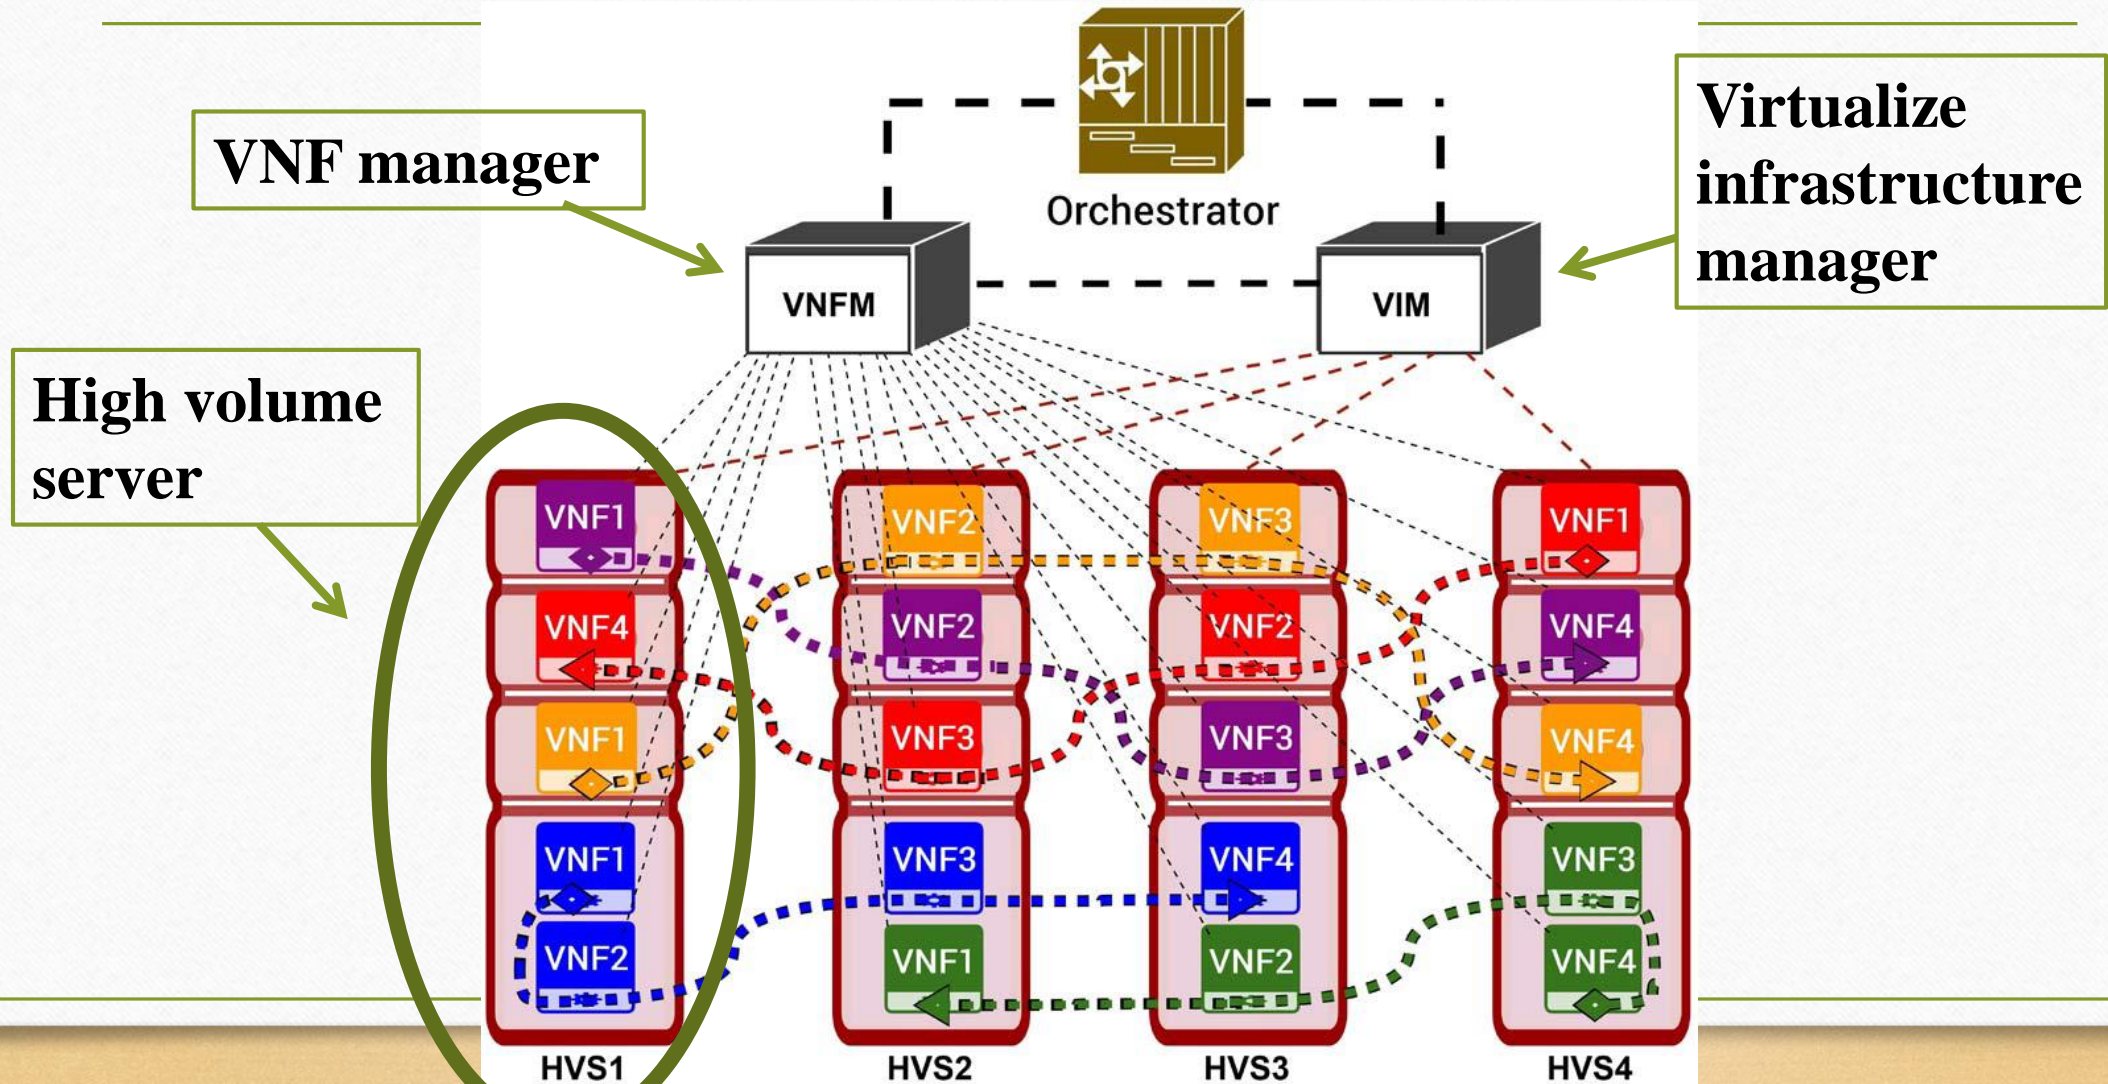 Virtualize
infrastructure
manager
VNF manager
Orchestrator
VNFM
VIM
High volume
server
VNF1
VNF2
VNF3
VNF1
VNF4
VNF2
VNF2
VNF4
VNF1
VNF3
VNF3
VNF4
VNF1
VNF3
VNF4
VNF3
VNF2
VNF1
VNF2
VNF4
HVS1
HVS2
HVS3
HVS4